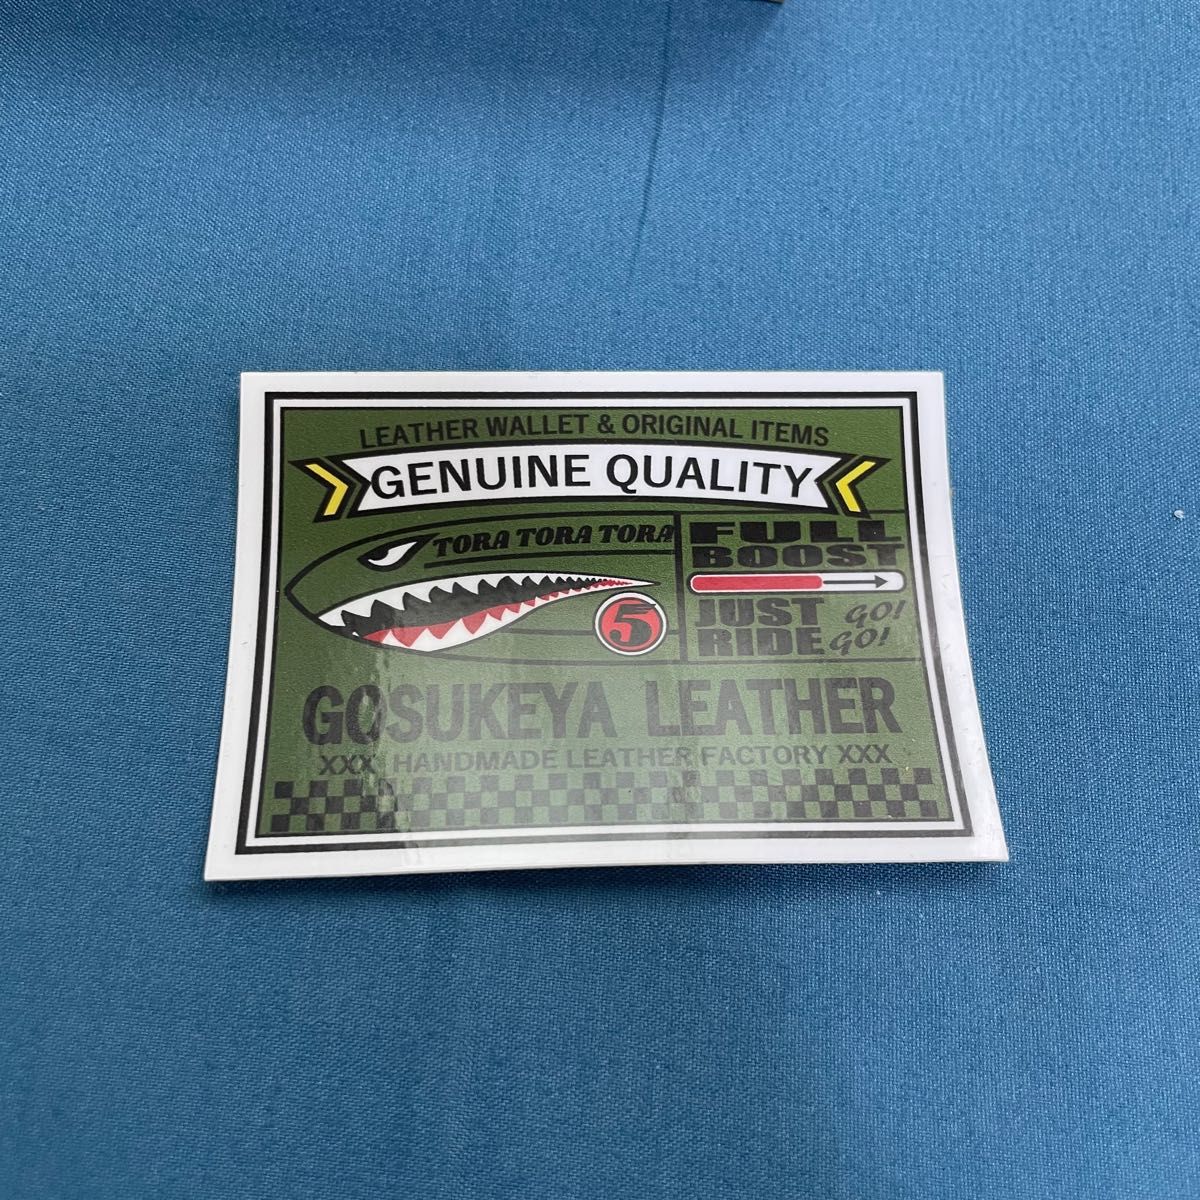 LEATHER WALLET & ORIGINAL ITEMS
GENUINE QUALITY
TORA TORA TORA
5
FULL
BOOST
JUST GO!
RIDE GO!
GOSUKEYA LEATHER
XXX HANDMADE LEATHER FACTORY XXX